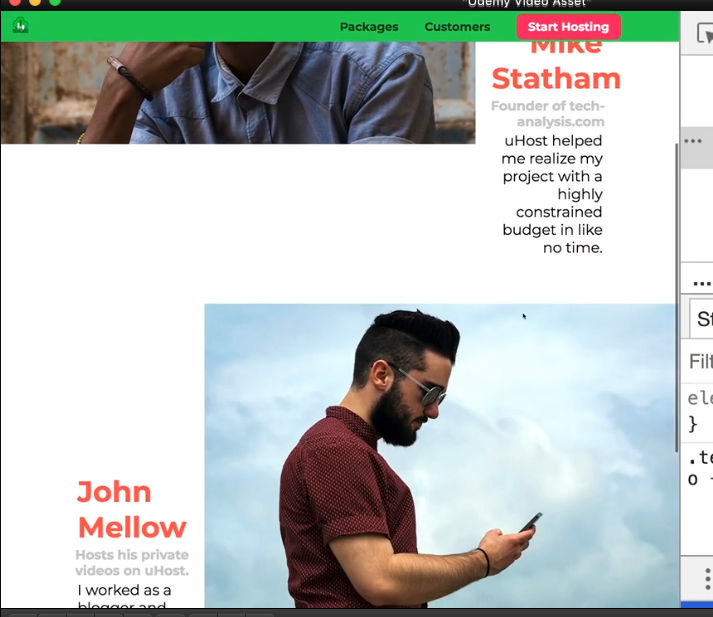 "Udemy Video Asset"
Packages Customers Start Hosting
Mike
Statham
Founder of tech-
analysis.com
uHost helped
me realize my
project with a
highly
constrained
budget in like
no time.
...
...
Filt
ele
}
.te
o
John
Mellow
Hosts his private
videos on uHost.
I worked as a
blogger and